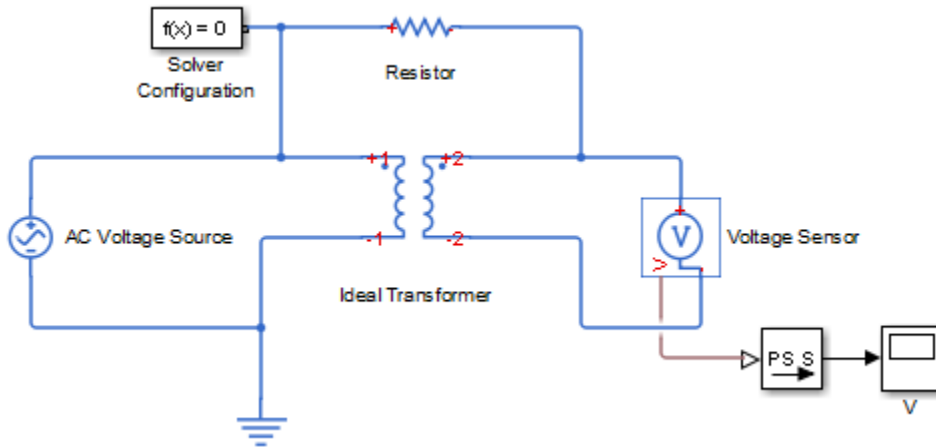 f(x) = 0
Solver
Configuration
+
-
Resistor
+1
+2
AC Voltage Source
-1
-2
+
V
V
-
Voltage Sensor
Ideal Transformer
PS S
V